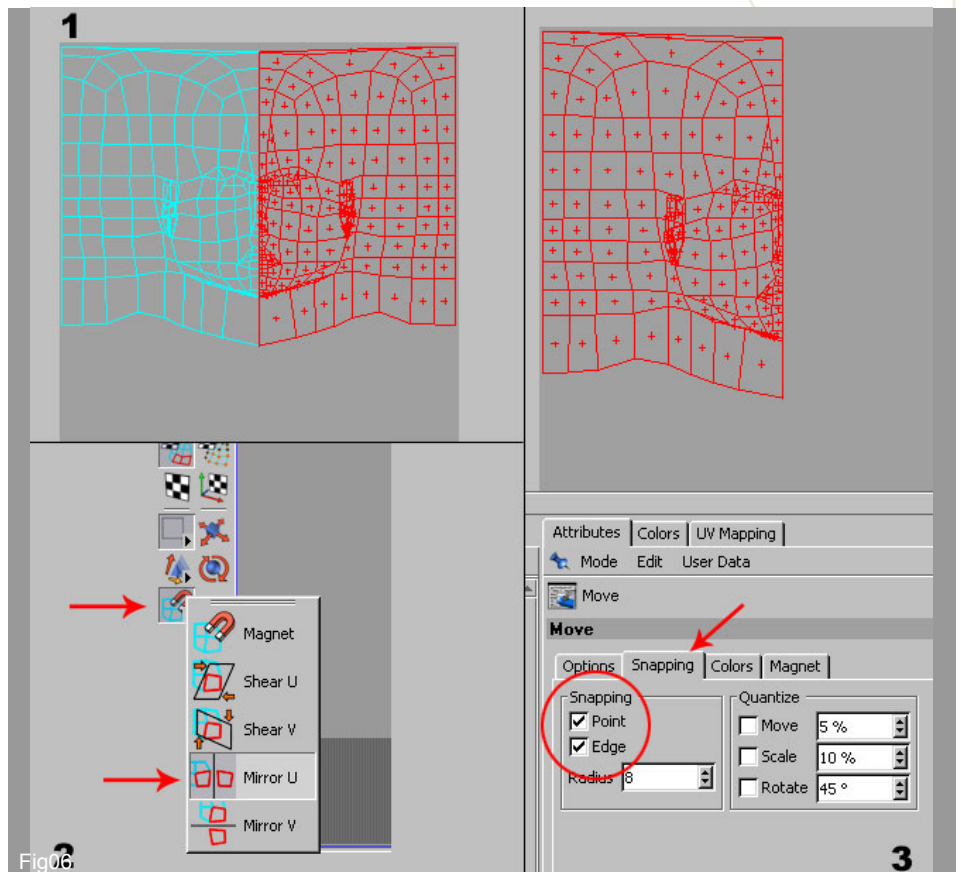 1
Magnet
Shear U
Shear V
Mirror U
Mirror V
Fig06
2
Attributes Colors UV Mapping
Mode Edit User Data
Move
Move
Options Snapping Colors Magnet
Snapping Quantize
Point Move 5 %
Edge Scale 10 %
Radius 8 Rotate 45 °
3